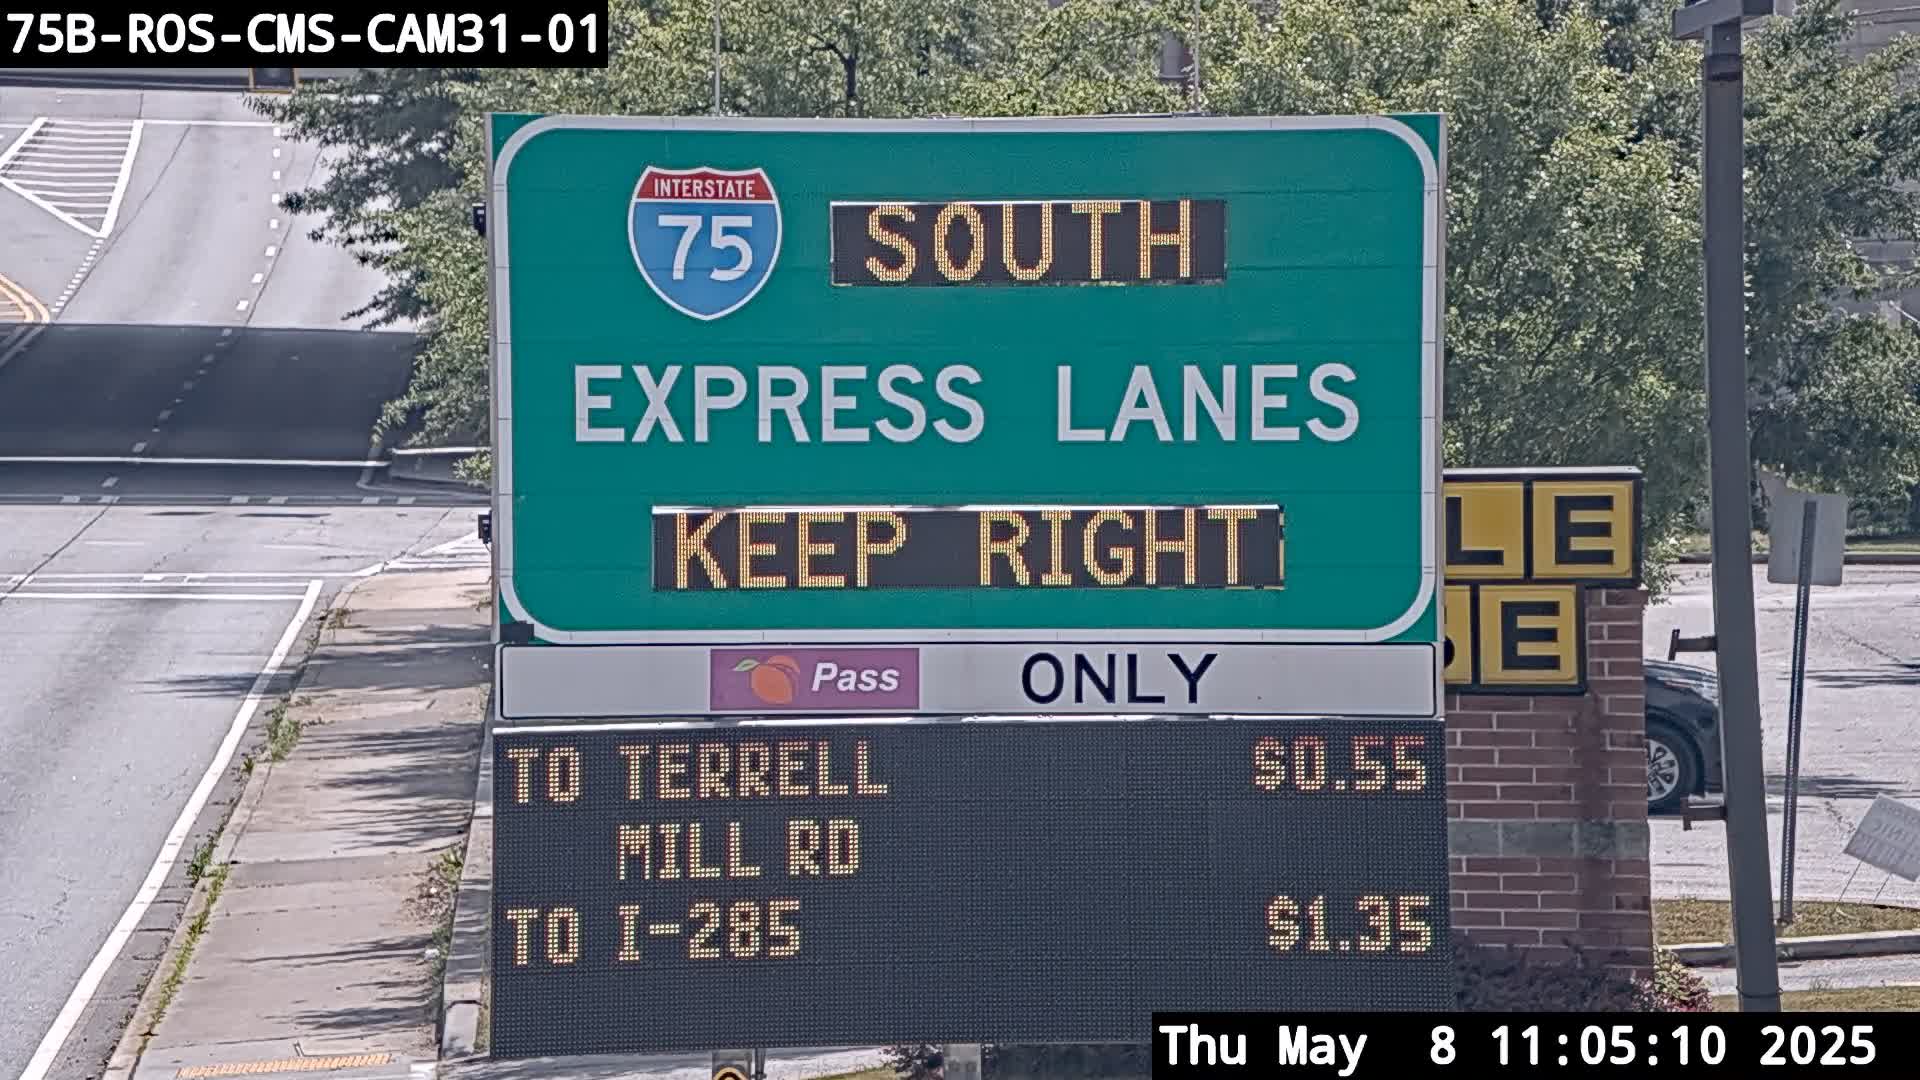 75B-ROS-CMS-CAM31-01
INTERSTATE
75
SOUTH
EXPRESS LANES
KEEP RIGHT
LE
E
Pass ONLY
TO TERRELL $0.55
MILL RD
TO I-285 $1.35
Thu May 8 11:05:10 2025